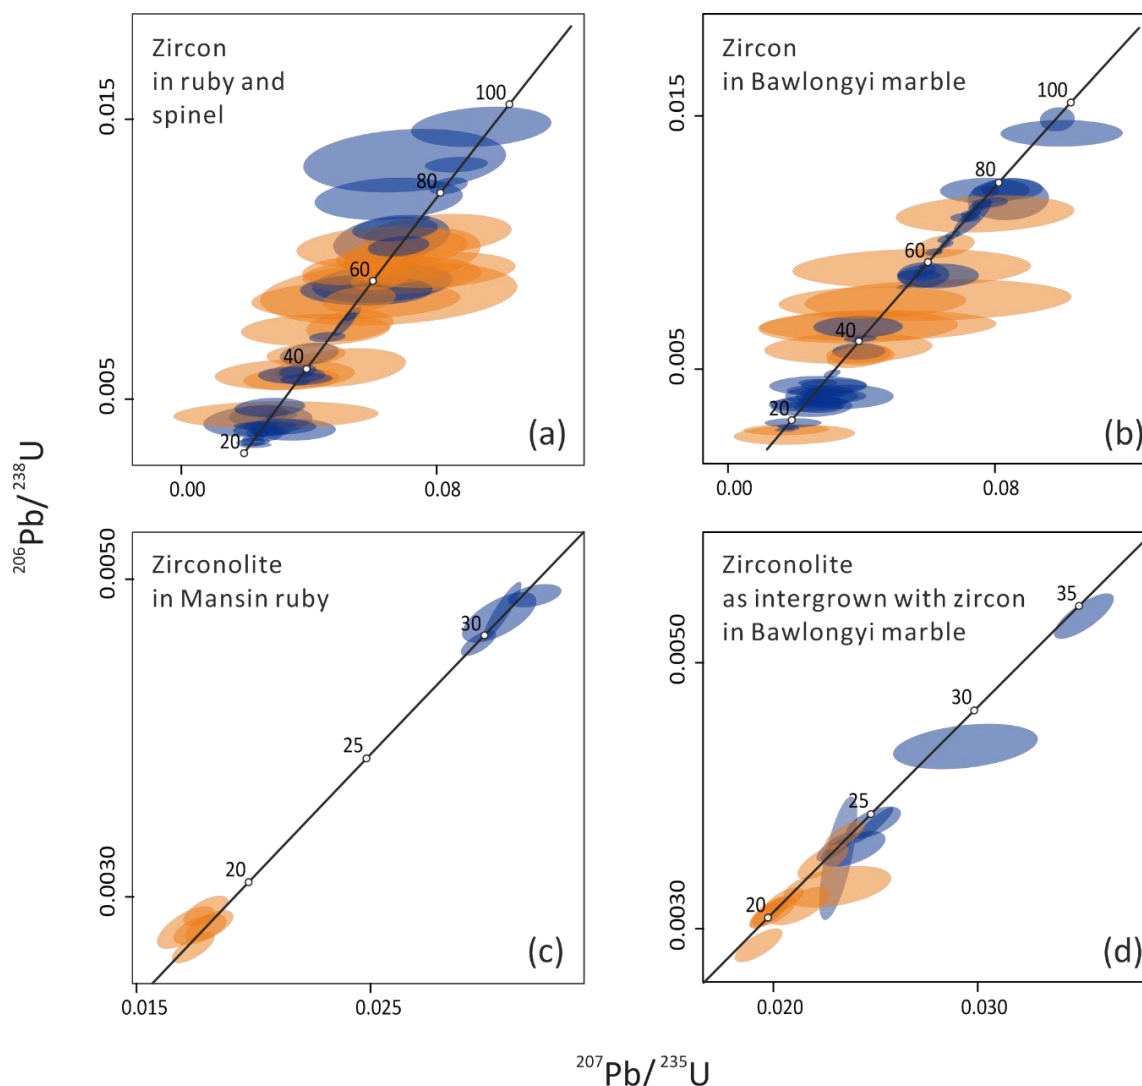 Zircon
in ruby and
spinel
100
80
60
40
20
(a)
0.015
0.005
0.00
0.08
Zircon
in Bawlongyi marble
100
80
60
40
20
(b)
0.015
0.005
0.00
0.08
206Pb/238U
Zirconolite
in Mansin ruby
30
25
20
(c)
0.0050
0.0030
0.015
0.025
Zirconolite
as intergrown with zircon
in Bawlongyi marble
35
30
25
20
(d)
0.0050
0.0030
0.020
0.030
207Pb/235U